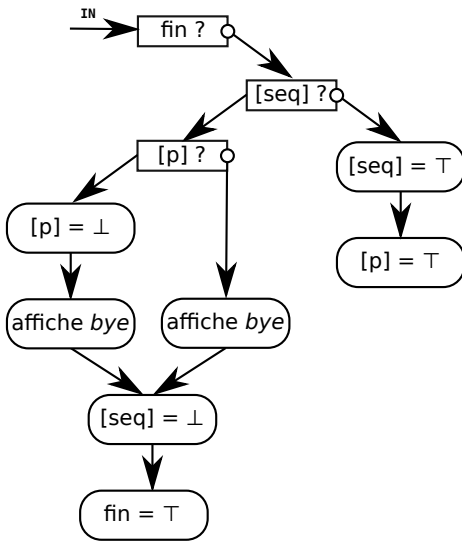 IN
fin ?
[seq] ?
[p] ?
[seq] = ⊤
[p] = ⊥
[p] = ⊤
affiche bye
affiche bye
[seq] = ⊥
fin = ⊤